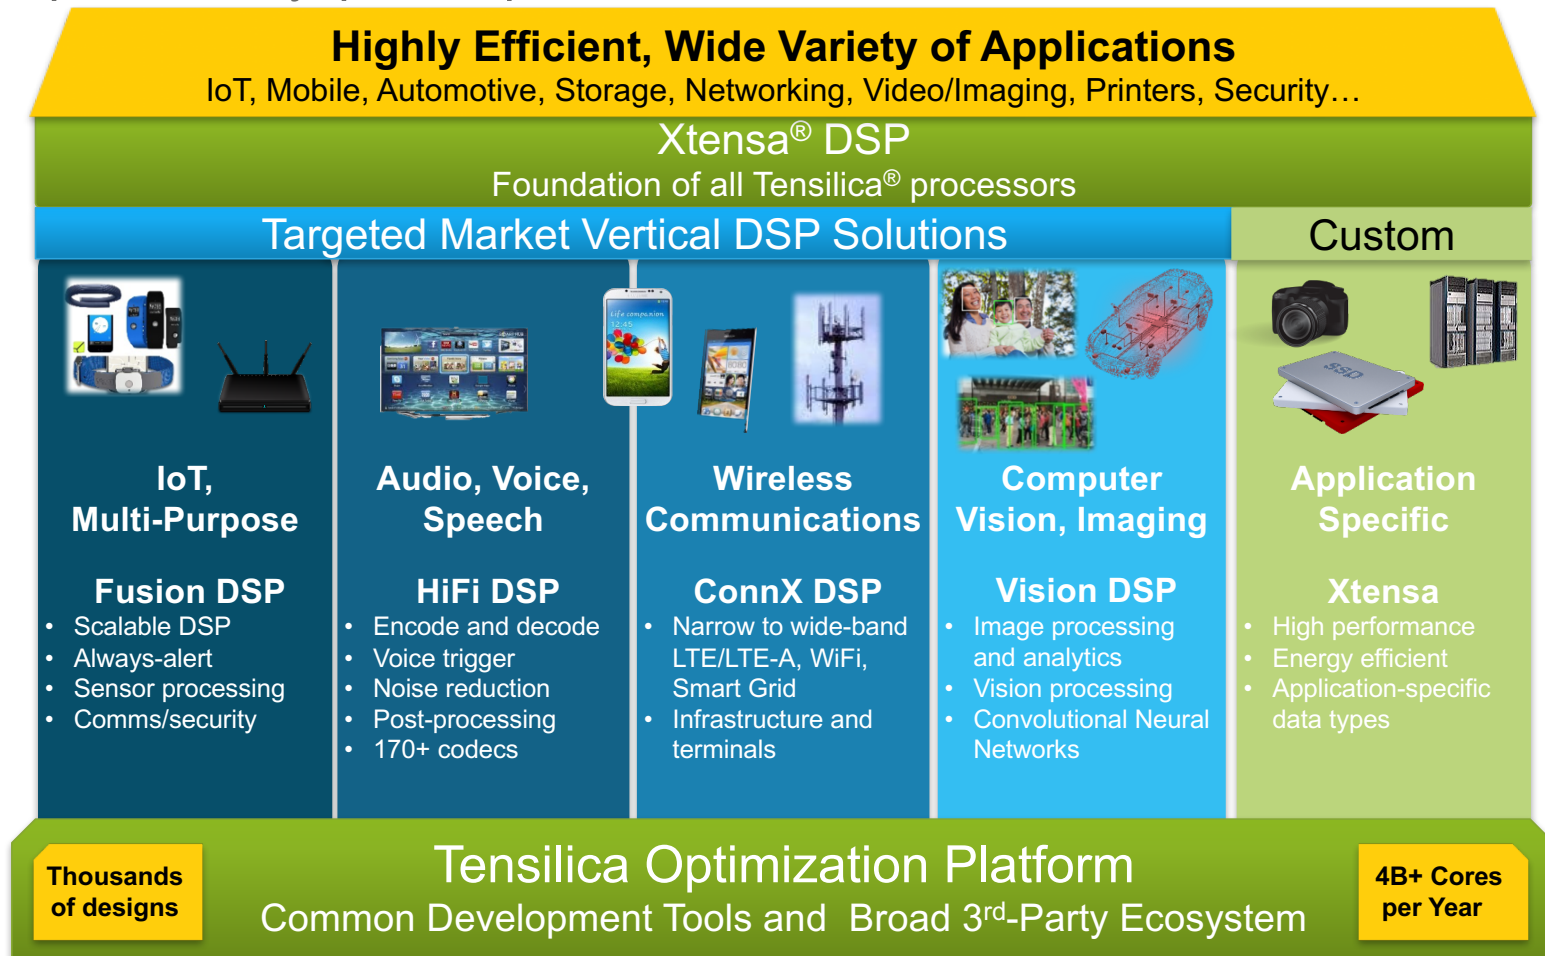 Highly Efficient, Wide Variety of Applications
IoT, Mobile, Automotive, Storage, Networking, Video/Imaging, Printers, Security…
Xtensa® DSP
Foundation of all Tensilica® processors
Targeted Market Vertical DSP Solutions
Custom
Life companion
12:45
SSD
IoT,
Multi-Purpose
Fusion DSP
• Scalable DSP
• Always-alert
• Sensor processing
• Comms/security
Audio, Voice,
Speech
HiFi DSP
• Encode and decode
• Voice trigger
• Noise reduction
• Post-processing
• 170+ codecs
Wireless
Communications
ConnX DSP
• Narrow to wide-band
LTE/LTE-A, WiFi,
Smart Grid
• Infrastructure and
terminals
Computer
Vision, Imaging
Vision DSP
• Image processing
and analytics
• Vision processing
• Convolutional Neural
Networks
Application
Specific
Xtensa
• High performance
• Energy efficient
• Application-specific
data types
Thousands
of designs
Tensilica Optimization Platform
Common Development Tools and Broad 3rd-Party Ecosystem
4B+ Cores
per Year